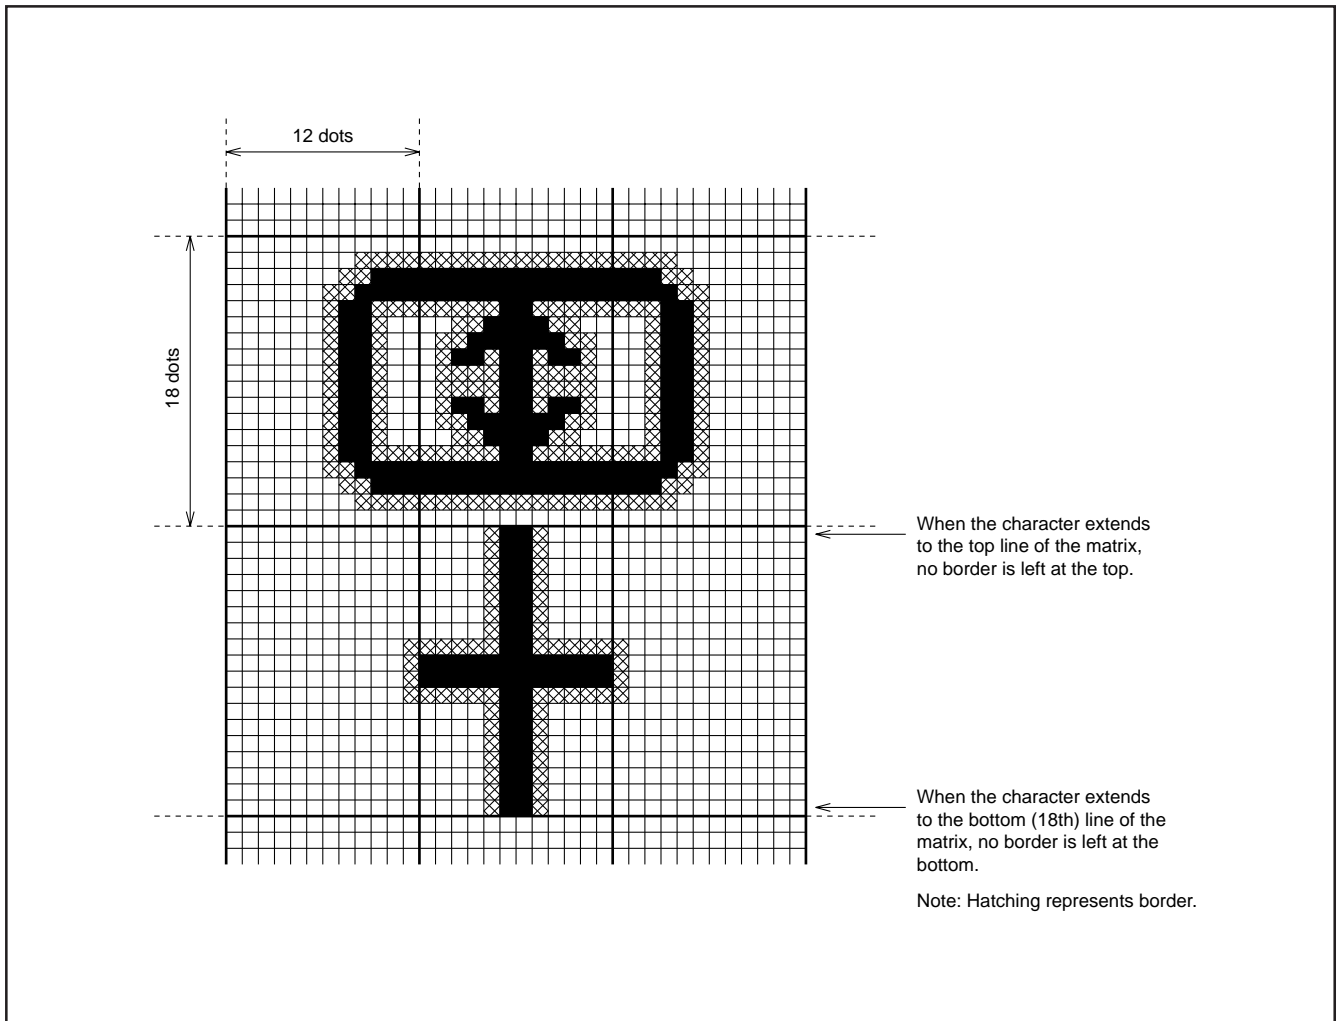 12 dots
18 dots
When the character extends
to the top line of the matrix,
no border is left at the top.
When the character extends
to the bottom (18th) line of the
matrix, no border is left at the
bottom.
Note: Hatching represents border.